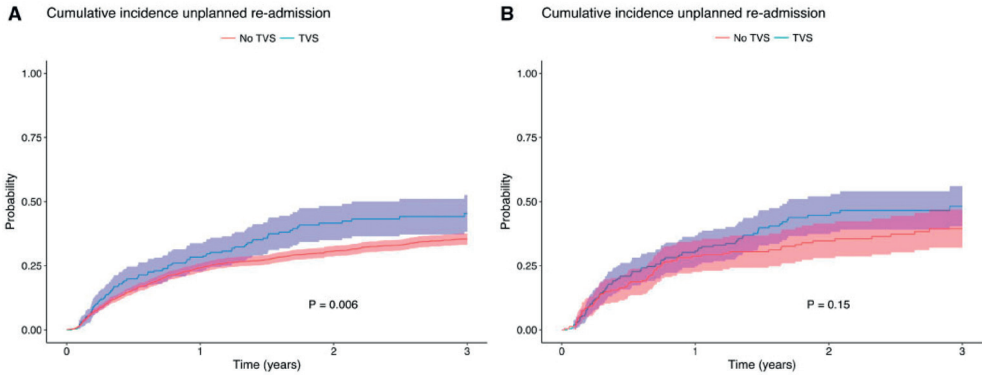 A Cumulative incidence unplanned re-admission
No TVS TVS
1.00
0.75
0.50
0.25
0.00
Probability
P = 0.006
0 1 2 3
Time (years)
B Cumulative incidence unplanned re-admission
No TVS TVS
1.00
0.75
0.50
0.25
0.00
Probability
P = 0.15
0 1 2 3
Time (years)